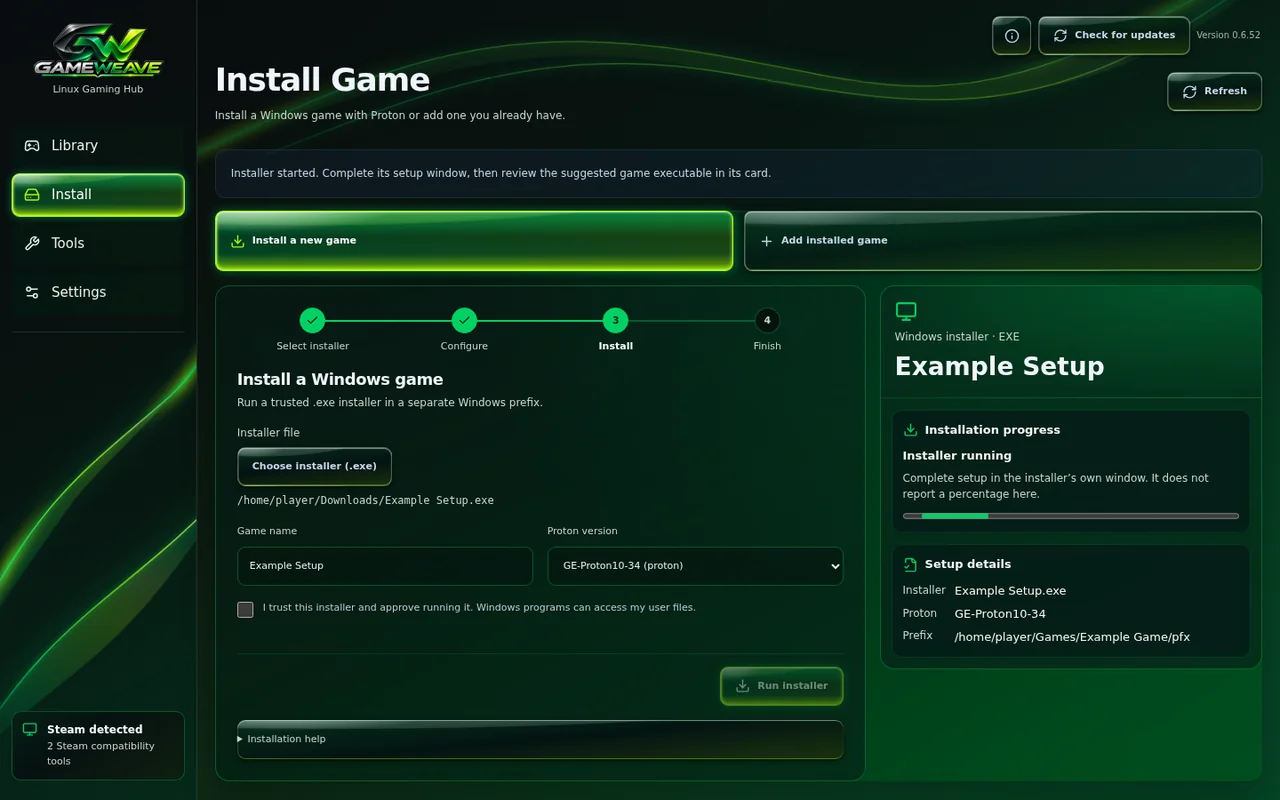 GAMEWEAVE
Linux Gaming Hub
Library
Install
Tools
Settings
Steam detected
2 Steam compatibility
tools
Check for updates
Version 0.6.52
Install Game
Install a Windows game with Proton or add one you already have.
Refresh
Installer started. Complete its setup window, then review the suggested game executable in its card.
Install a new game
Add installed game
3
4
Select installer
Configure
Install
Finish
Install a Windows game
Run a trusted .exe installer in a separate Windows prefix.
Installer file
Choose installer (.exe)
/home/player/Downloads/Example Setup.exe
Game name
Proton version
Example Setup
GE-Proton10-34 (proton)
I trust this installer and approve running it. Windows programs can access my user files.
Run installer
Installation help
Windows installer · EXE
Example Setup
Installation progress
Installer running
Complete setup in the installer’s own window. It does not
report a percentage here.
Setup details
Installer Example Setup.exe
Proton GE-Proton10-34
Prefix /home/player/Games/Example Game/pfx